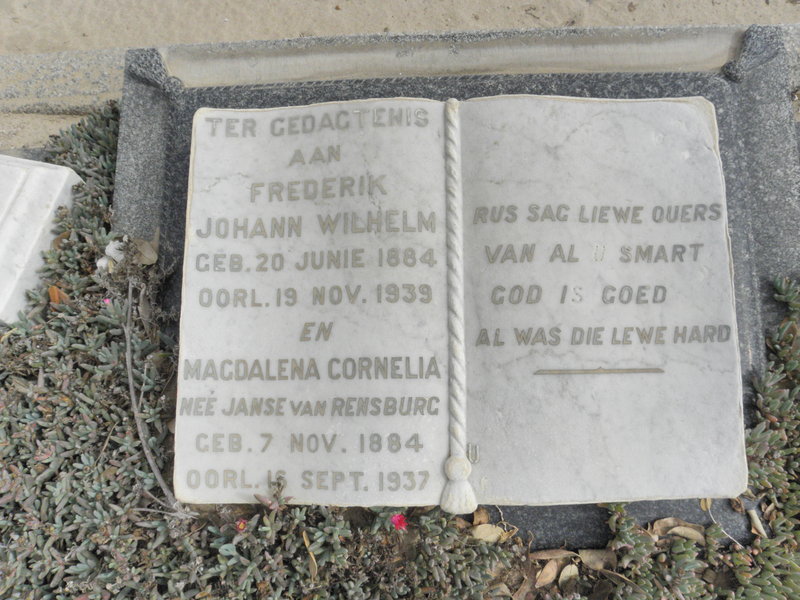 TER GEDAGTENIS
AAN
FREDERIK
JOHANN WILHELM
GEB. 20 JUNIE 1884
OORL. 19 NOV. 1939
EN
MAGDALENA CORNELIA
NEÉ JANSE VAN RENSBURG
GEB. 7 NOV. 1884
OORL. 16 SEPT. 1937
RUS SAG LIEWE OUERS
VAN AL U SMART
GOD IS GOED
AL WAS DIE LEWE HARD